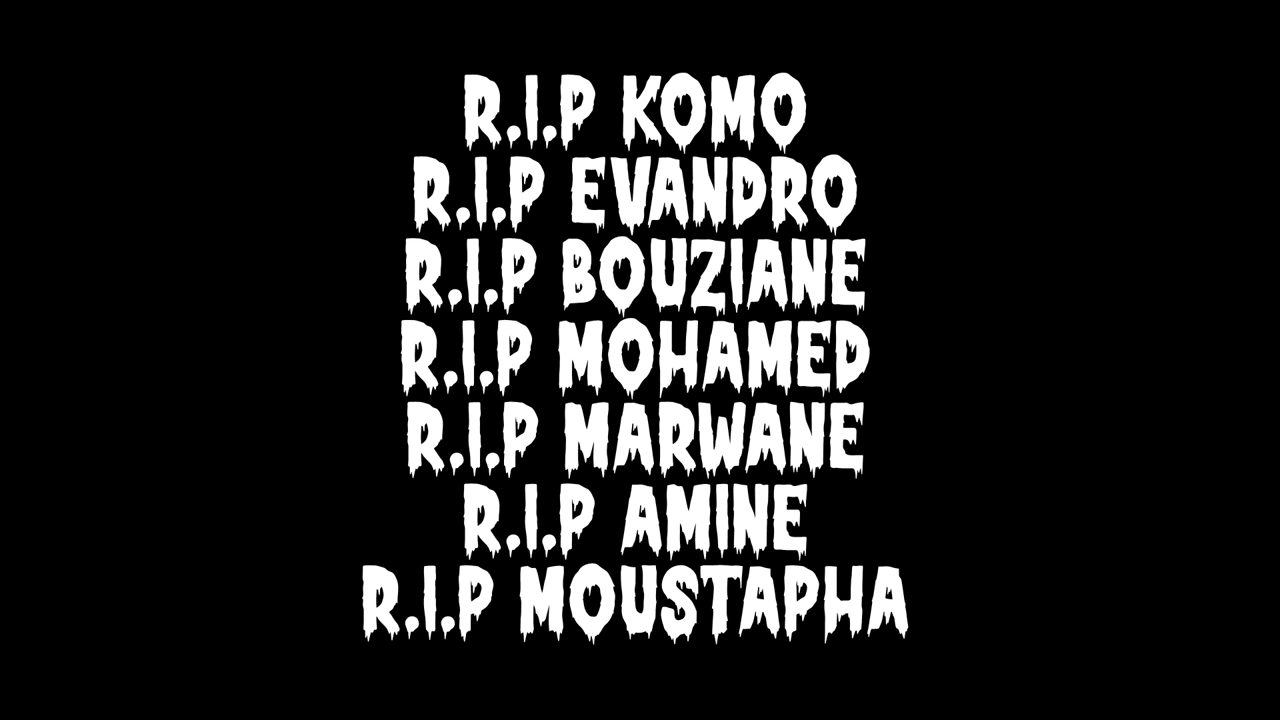 R.I.P KOMO
R.I.P EVANDRO
R.I.P BOUZIANE
R.I.P MOHAMED
R.I.P MARWANE
R.I.P AMINE
R.I.P MOUSTAPHA